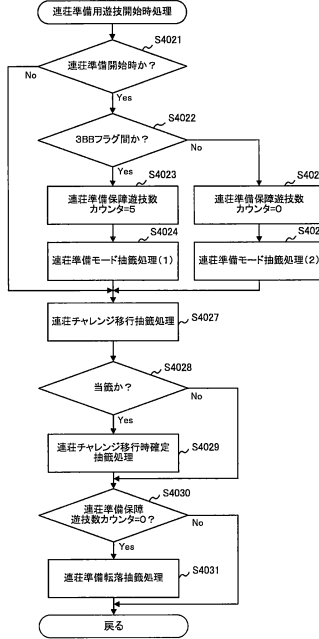 連荘準備用遊技開始時処理
S4021
連荘準備開始時か?
No
Yes
S4022
3BBフラグ間か?
No
Yes
S4023
連荘準備保障遊技数
カウンタ=5
S402
連荘準備保障遊技数
カウンタ=0
S4024
連荘準備モード抽籤処理(1)
S402
連荘準備モード抽籤処理(2)
S4027
連荘チャレンジ移行抽籤処理
S4028
当籤か?
No
Yes
S4029
連荘チャレンジ移行時確定
抽籤処理
S4030
連荘準備保障
遊技数カウンタ=0?
No
Yes
S4031
連荘準備転落抽籤処理
戻る